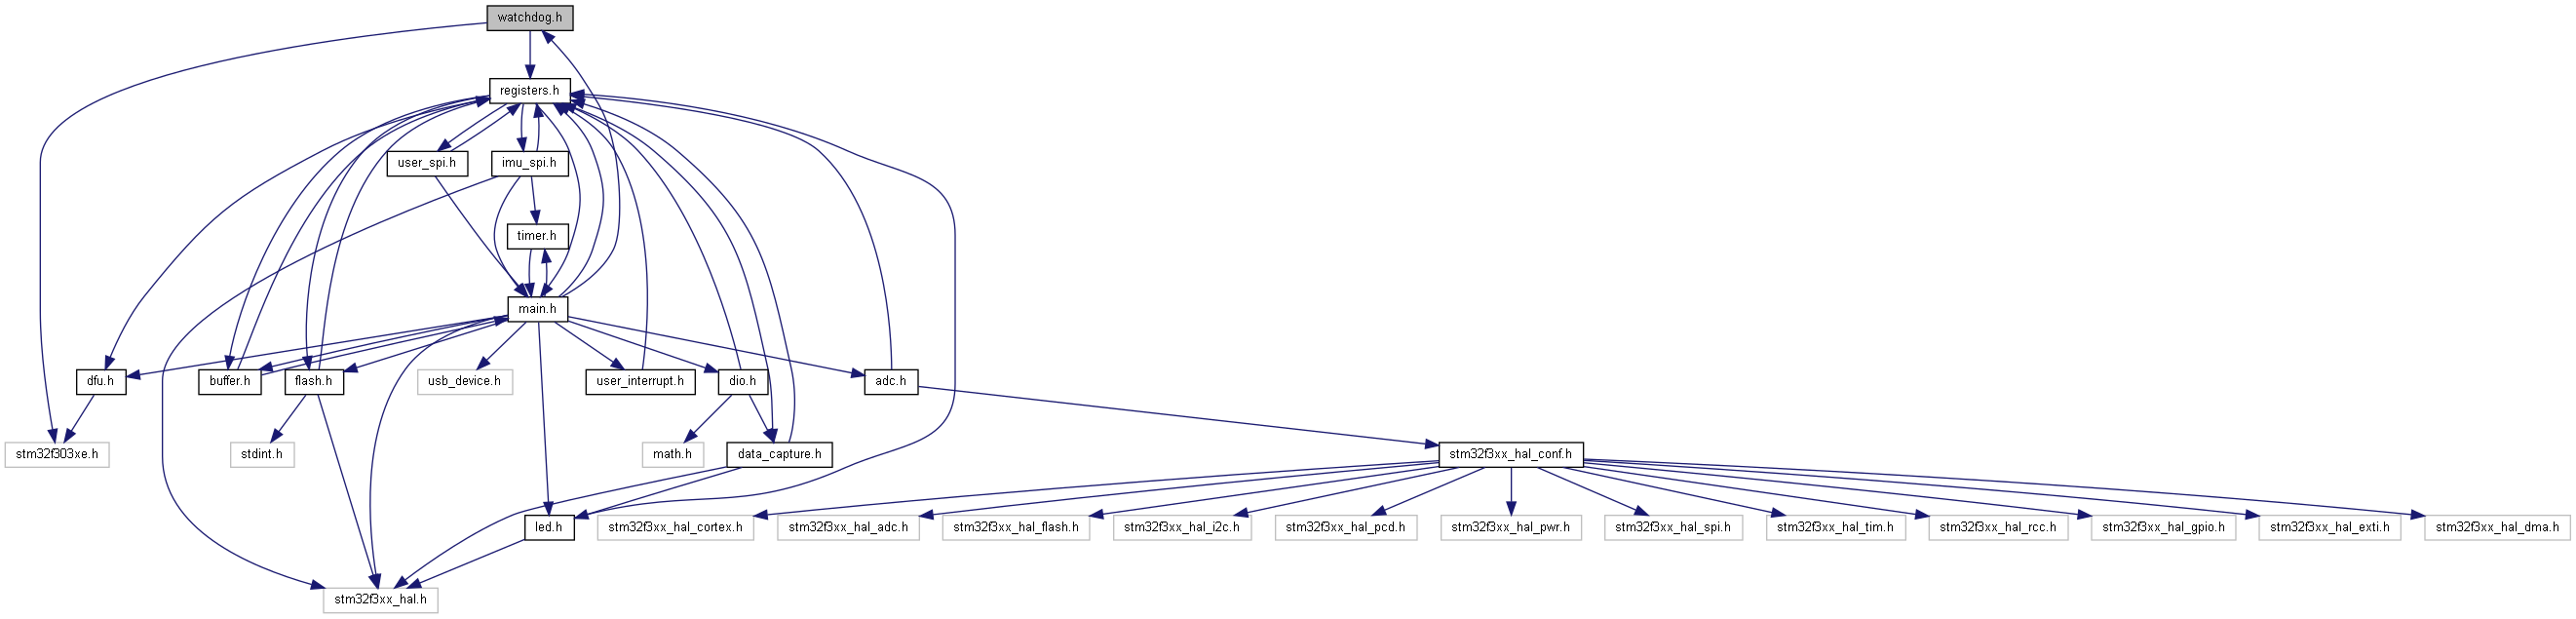 watchdog.h
registers.h
user_spi.h
imu_spi.h
timer.h
main.h
dfu.h
buffer.h
flash.h
usb_device.h
user_interrupt.h
dio.h
adc.h
stm32f303xe.h
stdint.h
math.h
data_capture.h
stm32f3xx_hal_conf.h
led.h
stm32f3xx_hal_cortex.h
stm32f3xx_hal_adc.h
stm32f3xx_hal_flash.h
stm32f3xx_hal_i2c.h
stm32f3xx_hal_pcd.h
stm32f3xx_hal_pwr.h
stm32f3xx_hal_spi.h
stm32f3xx_hal_tim.h
stm32f3xx_hal_rcc.h
stm32f3xx_hal_gpio.h
stm32f3xx_hal_exti.h
stm32f3xx_hal_dma.h
stm32f3xx_hal.h